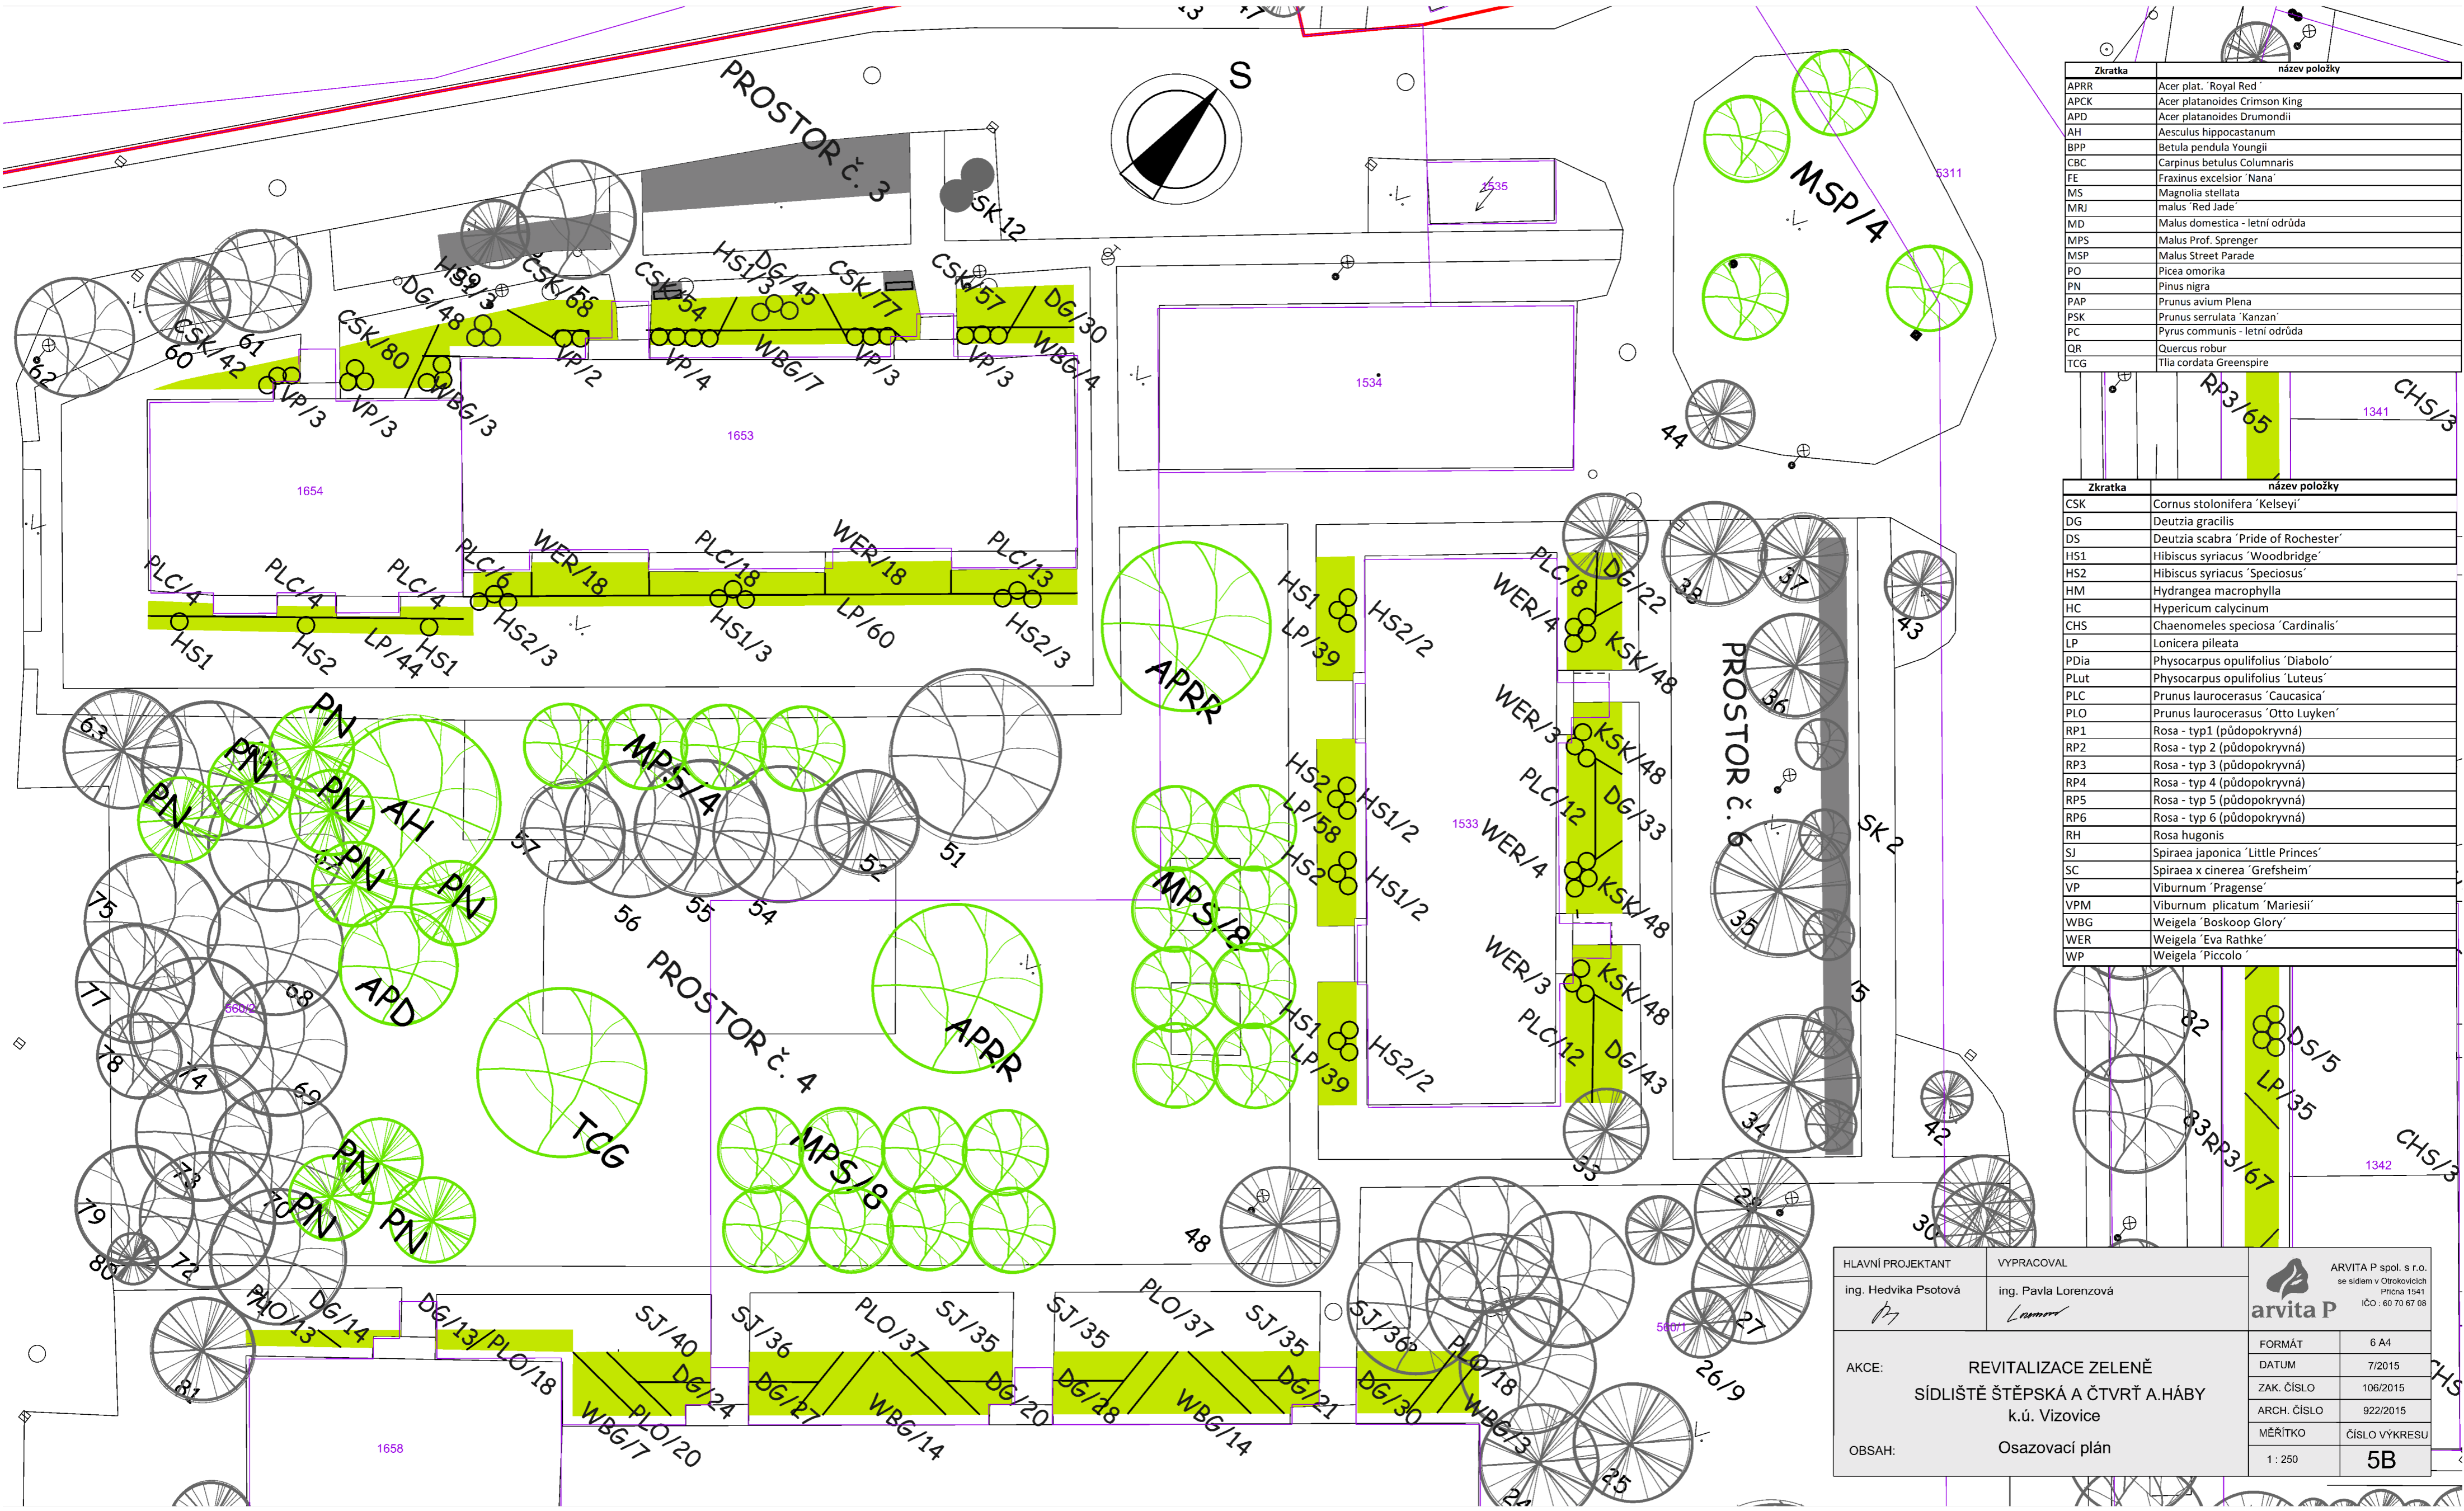 S
PROSTOR č. 3
SK 12
MSP/4
1535
5311
1534
44
62
60
61
CSK/42
VP/3
CSK/80
VP/3
DG/48
WBG/3
CSK/68
58
VP/2
CSK/54
HS1/3
DG/45
CSK/77
VP/4
WBG/7
VP/3
CSK/57
DG/30
VP/3
WBG/4
1653
1654
PLC/4
PLC/4
PLC/4
PLC/6
WER/18
PLC/18
WER/18
PLC/13
HS1
HS2
LP/44
HS1
HS2/3
HS1/3
LP/60
HS2/3
APRR
HS1
LP/39
HS2/2
PLC/8
DG/22
WER/4
KSK/48
38
37
43
36
PROSTOR č. 6
WER/3
KSK/48
PLC/12
DG/33
HS2
LP/58
HS1/2
1533
WER/4
HS2
HS1/2
KSK/48
SK 2
35
WER/3
KSK/48
/5
PLC/12
DG/43
HS1
LP/39
HS2/2
34
33
42
63
PN
PN
PN
PN
AH
PN
PN
MPS/4
57
56
55
54
52
51
MPS/8
75
77
78
74
68
69
560/2
APD
PROSTOR č. 4
APRR
TCG
MPS/8
79
73
70
72
80
PN
PN
PN
48
28
30
27
26/9
560/1
25
24
81
PLO/13
DG/14
DG/13
PLO/18
SJ/40
SJ/36
PLO/37
SJ/35
SJ/35
PLO/37
SJ/35
SJ/36
PLO/18
DG/24
DG/27
DG/20
DG/28
DG/21
DG/30
WBG/7
PLO/20
WBG/14
WBG/14
WBG/3
1658
Zkratka název položky
APRR Acer plat. ´Royal Red ´
APCK Acer platanoides Crimson King
APD Acer platanoides Drumondii
AH Aesculus hippocastanum
BPP Betula pendula Youngii
CBC Carpinus betulus Columnaris
FE Fraxinus excelsior ´Nana´
MS Magnolia stellata
MRJ malus ´Red Jade´
MD Malus domestica - letní odrůda
MPS Malus Prof. Sprenger
MSP Malus Street Parade
PO Picea omorika
PN Pinus nigra
PAP Prunus avium Plena
PSK Prunus serrulata ´Kanzan´
PC Pyrus communis - letní odrůda
QR Quercus robur
TCG Tlia cordata Greenspire
RP3/65
1341
CHS/3
Zkratka název položky
CSK Cornus stolonifera ´Kelseyi´
DG Deutzia gracilis
DS Deutzia scabra ´Pride of Rochester´
HS1 Hibiscus syriacus ´Woodbridge´
HS2 Hibiscus syriacus ´Speciosus´
HM Hydrangea macrophylla
HC Hypericum calycinum
CHS Chaenomeles speciosa ´Cardinalis´
LP Lonicera pileata
PDia Physocarpus opulifolius ´Diabolo´
PLut Physocarpus opulifolius ´Luteus´
PLC Prunus laurocerasus ´Caucasica´
PLO Prunus laurocerasus ´Otto Luyken´
RP1 Rosa - typ1 (půdopokryvná)
RP2 Rosa - typ 2 (půdopokryvná)
RP3 Rosa - typ 3 (půdopokryvná)
RP4 Rosa - typ 4 (půdopokryvná)
RP5 Rosa - typ 5 (půdopokryvná)
RP6 Rosa - typ 6 (půdopokryvná)
RH Rosa hugonis
SJ Spiraea japonica ´Little Princes´
SC Spiraea x cinerea ´Grefsheim´
VP Viburnum ´Pragense´
VPM Viburnum plicatum ´Mariesii´
WBG Weigela ´Boskoop Glory´
WER Weigela ´Eva Rathke´
WP Weigela ´Piccolo ´
82
DS/5
LP/35
83
RP3/67
CHS/3
1342
CHS
HLAVNÍ PROJEKTANT
VYPRACOVAL
ing. Hedvika Psotová
ing. Pavla Lorenzová
arvita P
ARVITA P spol. s r.o.
se sídlem v Otrokovicích
Příčná 1541
IČO : 60 70 67 08
AKCE:
REVITALIZACE ZELENĚ
SÍDLIŠTĚ ŠTĚPSKÁ A ČTVRŤ A.HÁBY
k.ú. Vizovice
OBSAH:
Osazovací plán
FORMÁT 6 A4
DATUM 7/2015
ZAK. ČÍSLO 106/2015
ARCH. ČÍSLO 922/2015
MĚŘÍTKO ČÍSLO VÝKRESU
1 : 250 5B